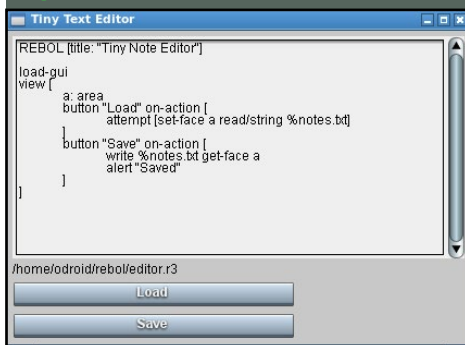 Tiny Text Editor
REBOL [title: "Tiny Note Editor"]
load-gui
view [
a: area
button "Load" on-action [
attempt [set-face a read/string %notes.txt]
]
button "Save" on-action [
write %notes.txt get-face a
alert "Saved"
]
]
/home/odroid/rebol/editor.r3
Load
Save